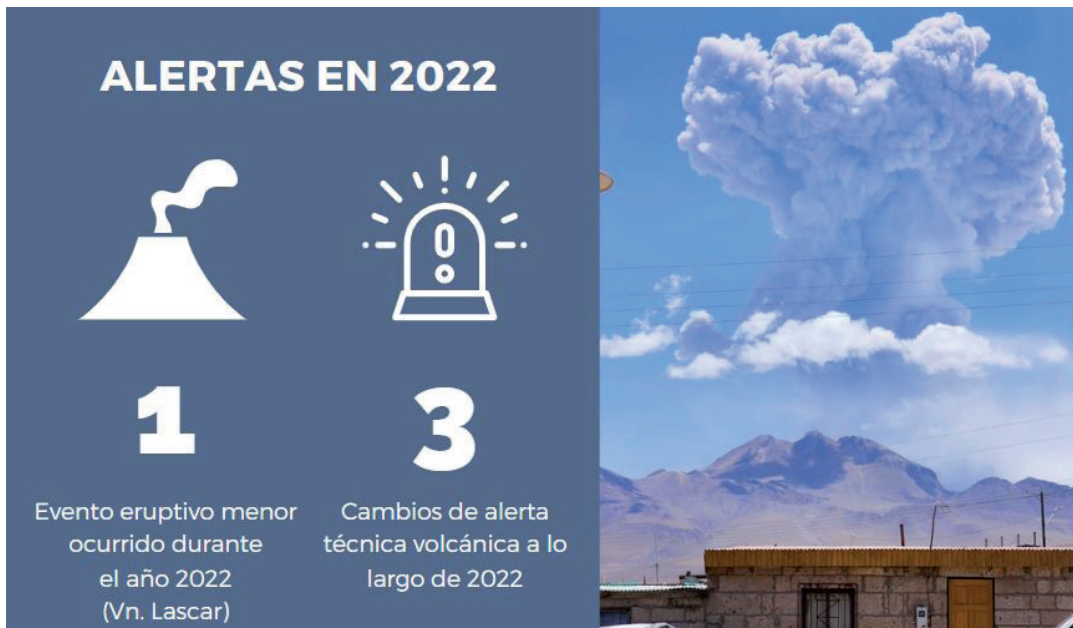 ALERTAS EN 2022
1
Evento eruptivo menor
ocurrido durante
el año 2022
(Vn. Lascar)
3
Cambios de alerta
técnica volcánica a lo
largo de 2022